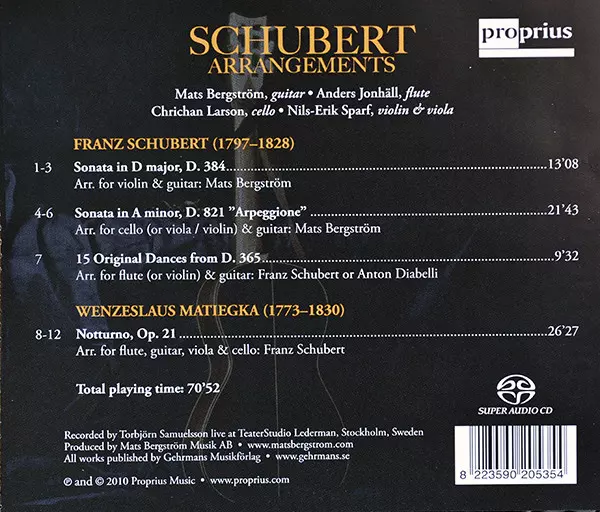 SCHUBERT
ARRANGEMENTS
proprius
Mats Bergström, guitar • Anders Jonhäll, flute
Chrichan Larson, cello • Nils-Erik Sparf, violin & viola
FRANZ SCHUBERT (1797–1828)
1-3 Sonata in D major, D. 384 13'08
Arr. for violin & guitar: Mats Bergström
4-6 Sonata in A minor, D. 821 ”Arpeggione” 21'43
Arr. for cello (or viola / violin) & guitar: Mats Bergström
7 15 Original Dances from D. 365 9'32
Arr. for flute (or violin) & guitar: Franz Schubert or Anton Diabelli
WENZESLAUS MATIEGKA (1773–1830)
8-12 Notturno, Op. 21 26'27
Arr. for flute, guitar, viola & cello: Franz Schubert
Total playing time: 70'52
SUPER AUDIO CD
Recorded by Torbjörn Samuelsson live at TeaterStudio Lederman, Stockholm, Sweden
Produced by Mats Bergström Musik AB • www.matsbergstrom.com
All works published by Gehrmans Musikförlag • www.gehrmans.se
℗ and © 2010 Proprius Music • www.proprius.com
8 223590 205354